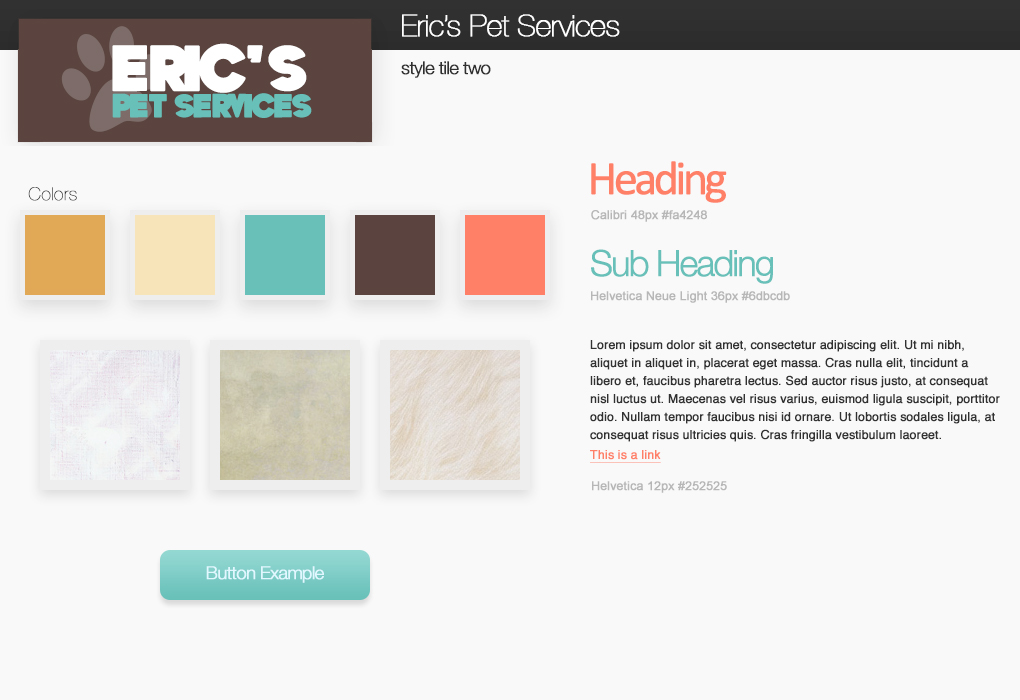 Eric's Pet Services
ERIC'S
PET SERVICES
style tile two
Colors
Heading
Calibri 48px #fa4248
Sub Heading
Helvetica Neue Light 36px #6dbcdb
Lorem ipsum dolor sit amet, consectetur adipiscing elit. Ut mi nibh,
aliquet in aliquet in, placerat eget massa. Cras nulla elit, tincidunt a
libero et, faucibus pharetra lectus. Sed auctor risus justo, at consequat
nisl luctus ut. Maecenas vel risus varius, euismod ligula suscipit, porttitor
odio. Nullam tempor faucibus nisi id ornare. Ut lobortis sodales ligula, at
consequat risus ultricies quis. Cras fringilla vestibulum laoreet.
This is a link
Helvetica 12px #252525
Button Example